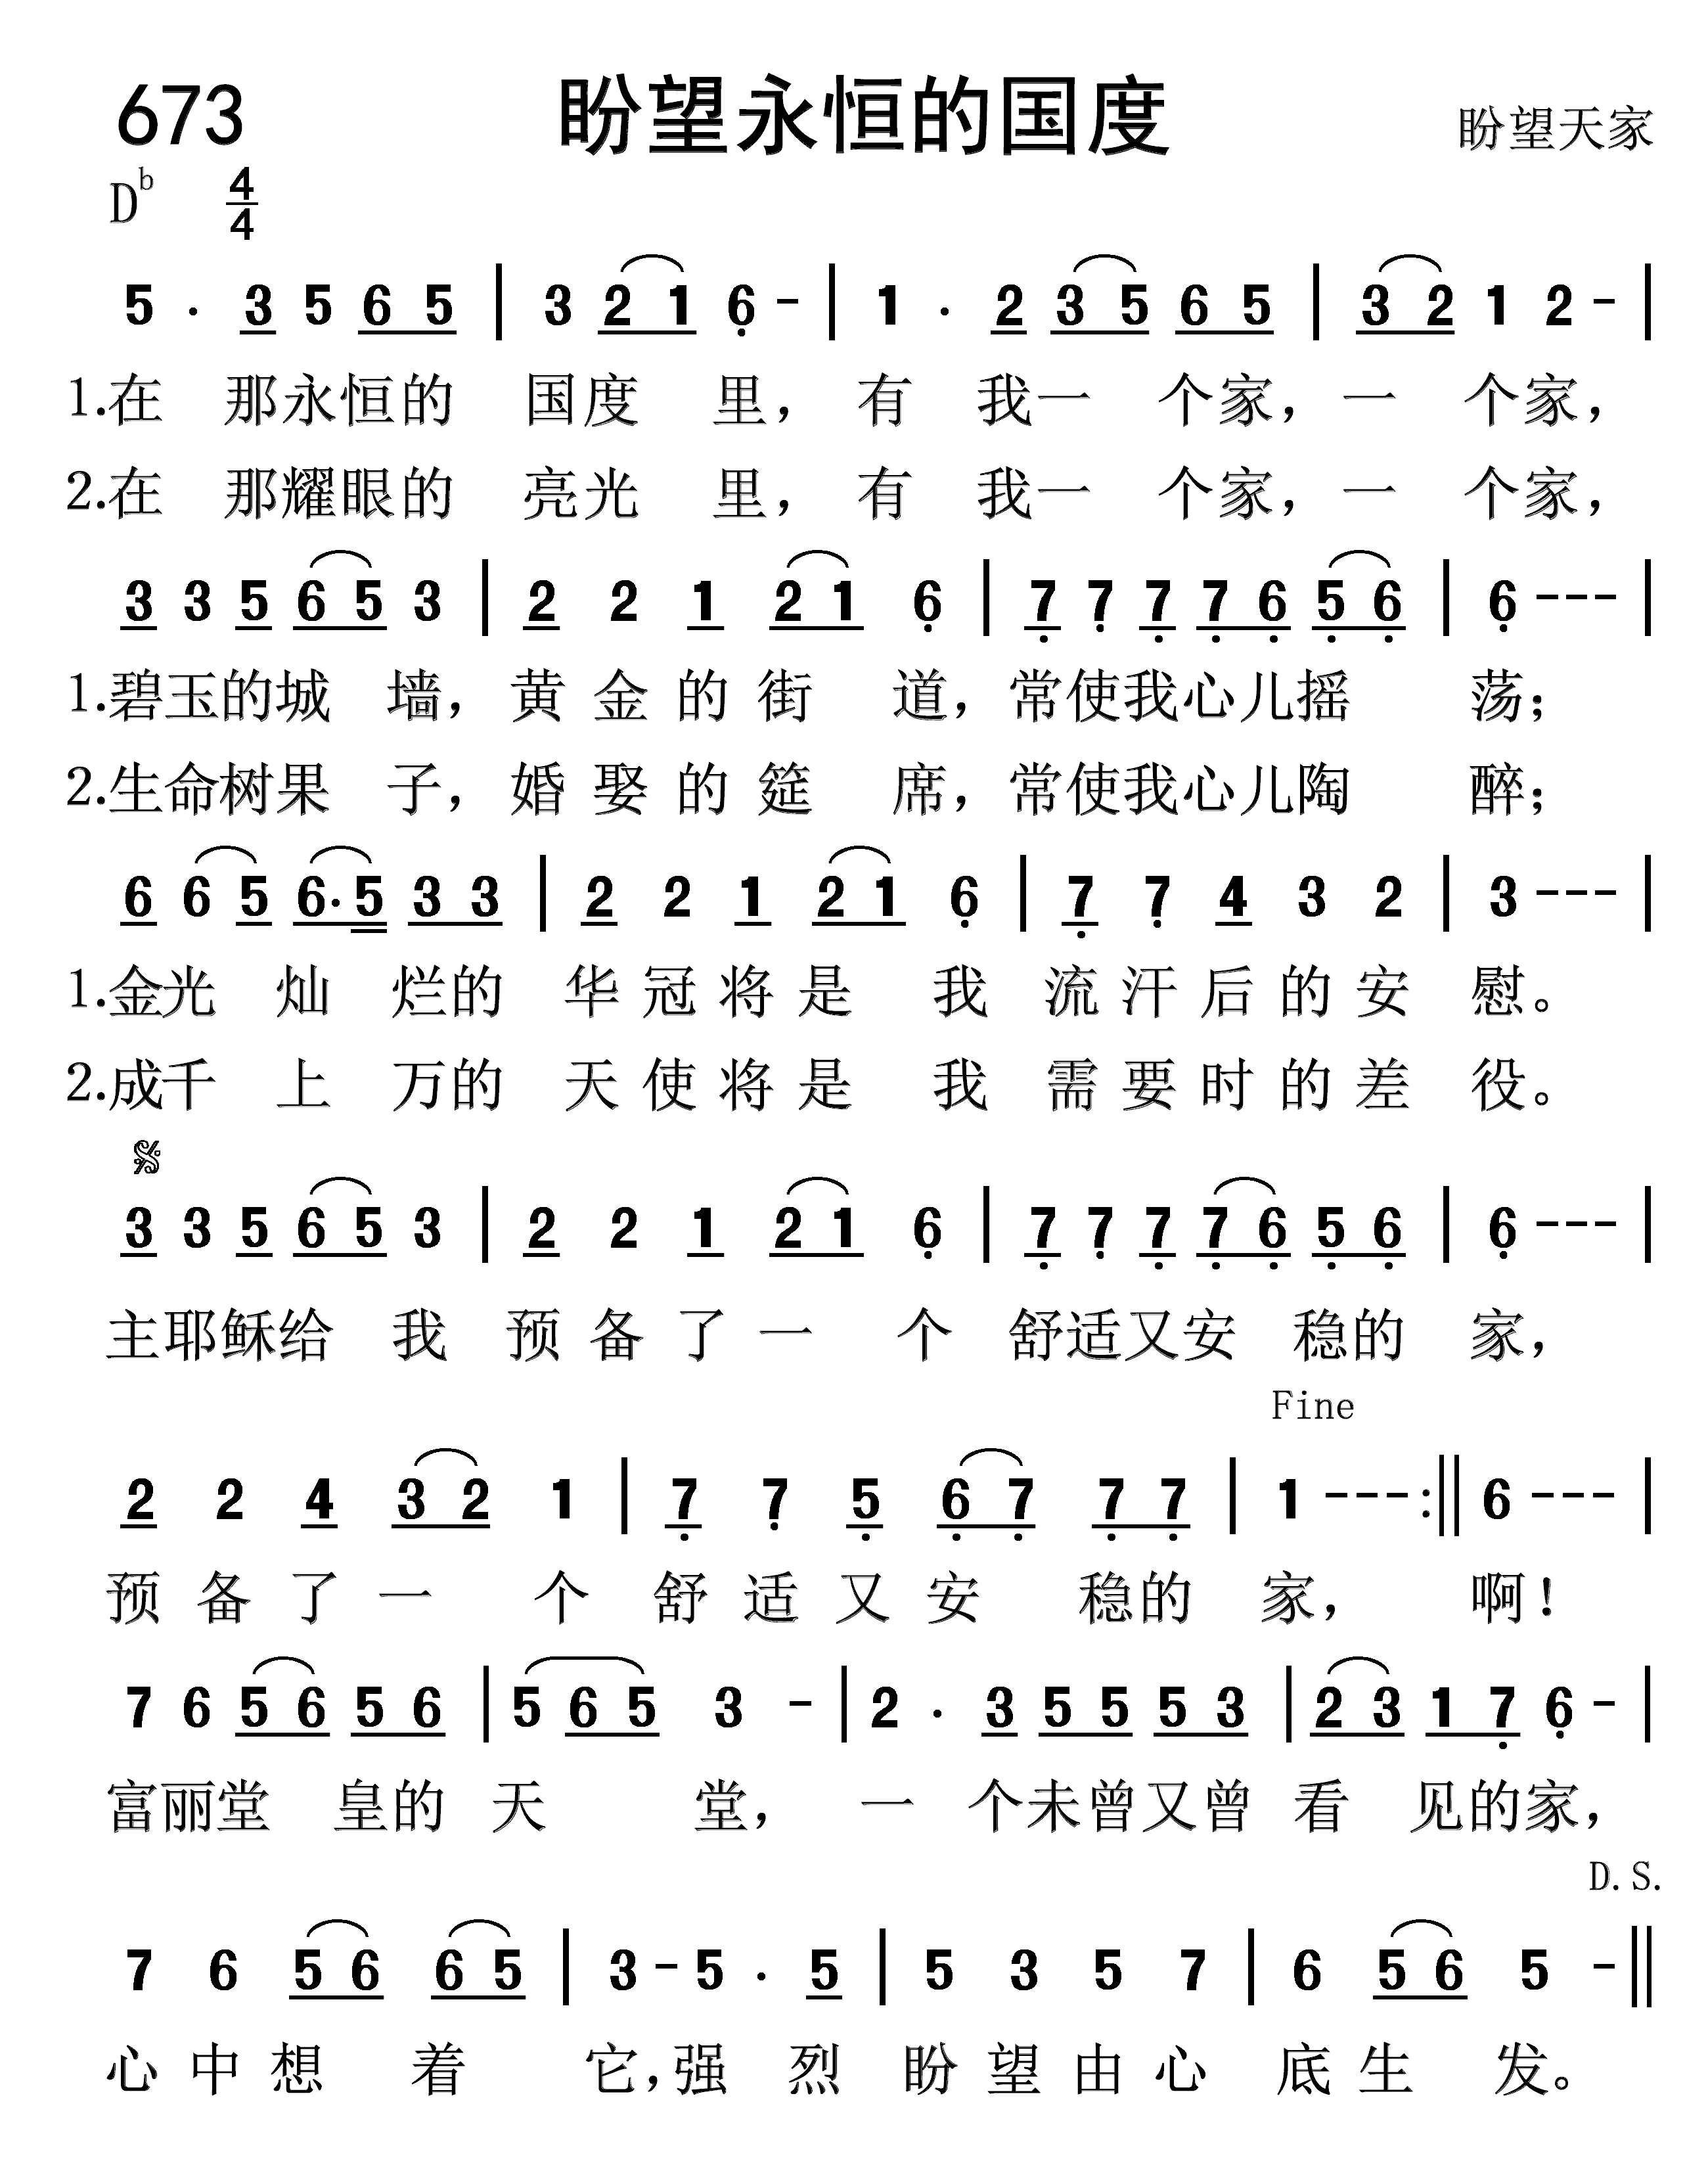 673 盼望永恒的国度 盼望天家
Dᵇ 4/4
5 . 3 5 6 5 | 3 2 1 6 - | 1 . 2 3 5 6 5 | 3 2 1 2 - |
1.在 那永恒的 国度 里，有 我一 个家，一 个家，
2.在 那耀眼的 亮光 里，有 我一 个家，一 个家，
3 3 5 6 5 3 | 2 2 1 2 1 6 | 7 7 7 7 6 5 6 | 6 - - - |
1.碧玉的城 墙，黄 金 的 街 道，常使我心儿摇 荡；
2.生命树果 子，婚 娶 的 筵 席，常使我心儿陶 醉；
6 6 5 6. 5 3 3 | 2 2 1 2 1 6 | 7 7 4 3 2 | 3 - - - |
1.金光 灿 烂的 华 冠 将 是 我 流 汗 后 的 安 慰。
2.成千 上 万的 天 使 将 是 我 需 要 时 的 差 役。
𝄋
3 3 5 6 5 3 | 2 2 1 2 1 6 | 7 7 7 7 6 5 6 | 6 - - - |
主耶稣给 我 预 备 了 一 个 舒适又安 稳的 家，
Fine
2 2 4 3 2 1 | 7 7 5 6 7 7 7 | 1 - - - :|| 6 - - - |
预 备 了 一 个 舒 适 又 安 稳的 家， 啊！
7 6 5 6 5 6 | 5 6 5 3 - | 2 . 3 5 5 5 3 | 2 3 1 7 6 - |
富丽堂 皇的 天 堂， 一 个未曾又曾 看 见的家，
D.S.
7 6 5 6 6 5 | 3 - 5 . 5 | 5 3 5 7 | 6 5 6 5 - ||
心 中 想 着 它，强 烈 盼 望 由 心 底 生 发。